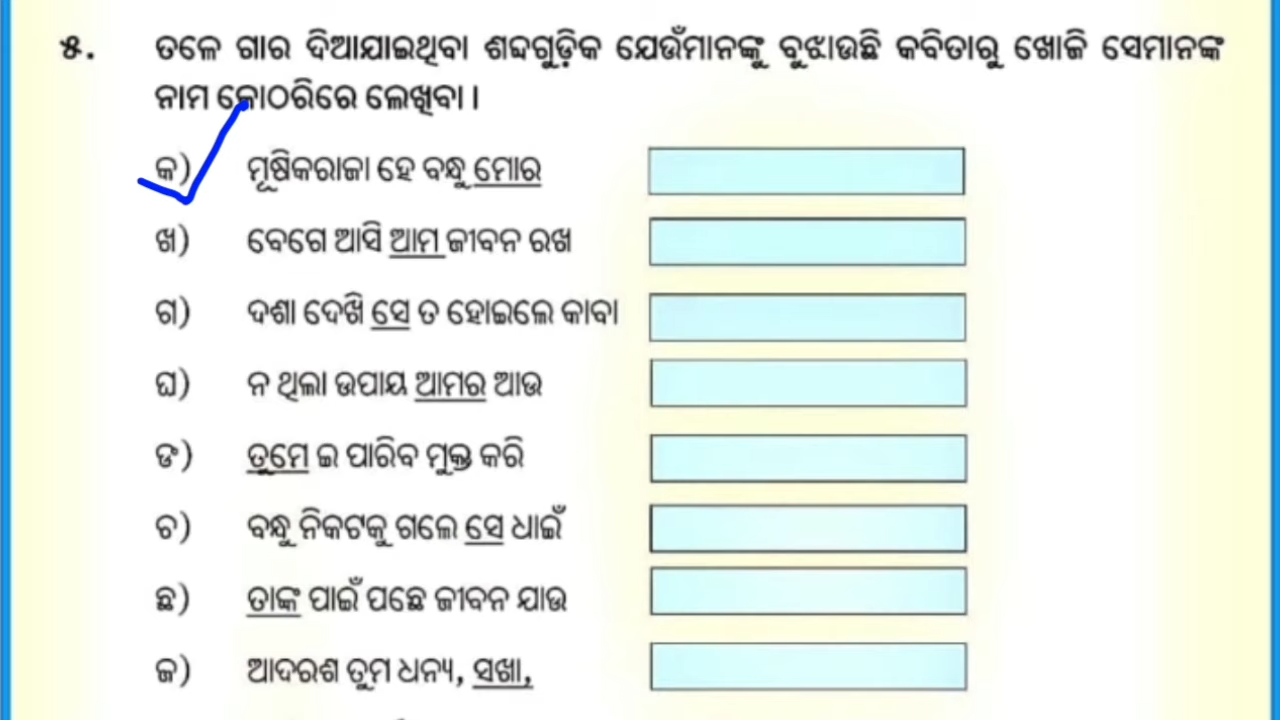 ୫. ତଳେ ଗାର ଦିଆଯାଇଥିବା ଶବ୍ଦଗୁଡ଼ିକ ଯେଉଁମାନଙ୍କୁ ବୁଝାଉଛି କବିତାରୁ ଖୋଜି ସେମାନଙ୍କ
ନାମ କୋଠରିରେ ଲେଖିବା ।
କ) ମୂଷିକରାଜା ହେ ବନ୍ଧୁ ମୋର
ଖ) ବେଗେ ଆସି ଆମ ଜୀବନ ରଖ
ଗ) ଦଶା ଦେଖି ସେ ତ ହୋଇଲେ କାବା
ଘ) ନ ଥିଲା ଉପାୟ ଆମର ଆଉ
ଙ) ତୁମେ ଇ ପାରିବ ମୁକ୍ତ କରି
ଚ) ବନ୍ଧୁ ନିକଟକୁ ଗଲେ ସେ ଧାଇଁ
ଛ) ତାଙ୍କ ପାଇଁ ପଛେ ଜୀବନ ଯାଉ
ଜ) ଆଦରଶ ତୁମ ଧନ୍ୟ, ସଖା,